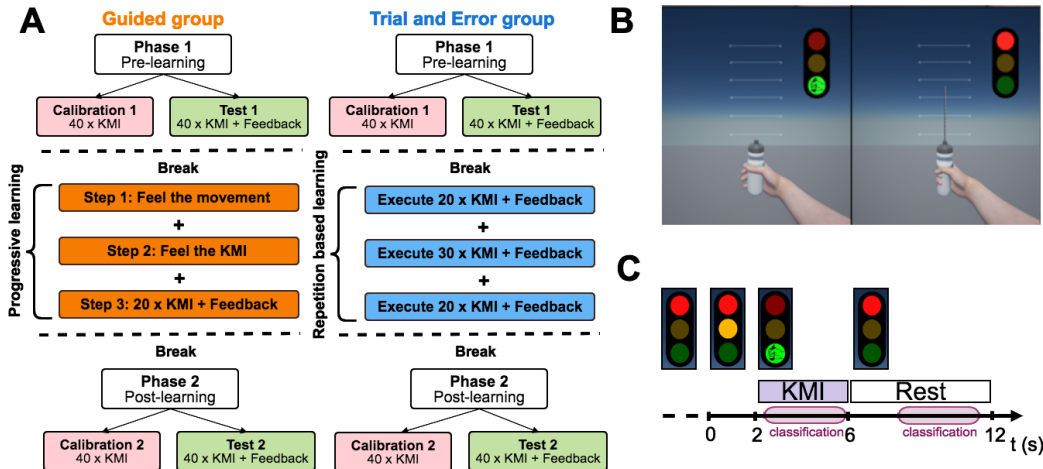 A
Guided group
Phase 1
Pre-learning
Calibration 1
40 x KMI
Test 1
40 x KMI + Feedback
Break
Progressive learning
Step 1: Feel the movement
+
Step 2: Feel the KMI
+
Step 3: 20 x KMI + Feedback
Break
Phase 2
Post-learning
Calibration 2
40 x KMI
Test 2
40 x KMI + Feedback
Trial and Error group
Phase 1
Pre-learning
Calibration 1
40 x KMI
Test 1
40 x KMI + Feedback
Break
Repetition based learning
Execute 20 x KMI + Feedback
+
Execute 30 x KMI + Feedback
+
Execute 20 x KMI + Feedback
Break
Phase 2
Post-learning
Calibration 2
40 x KMI
Test 2
40 x KMI + Feedback
B
C
KMI
Rest
classification
classification
0 2 6 12 t (s)